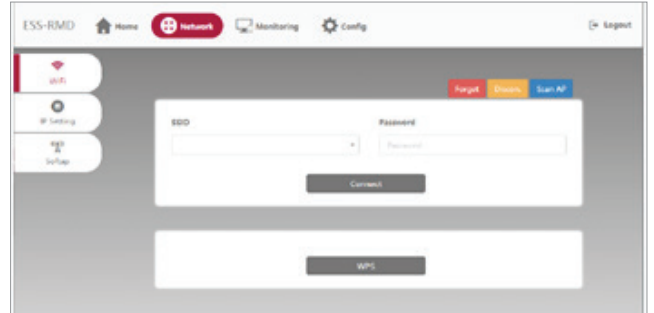 ESS-RMD Home Network Monitoring Config Logout
WiFi
IP Setting
Softap
Forget Discon. Scan AP
SSID Password
Password
Connect
WPS